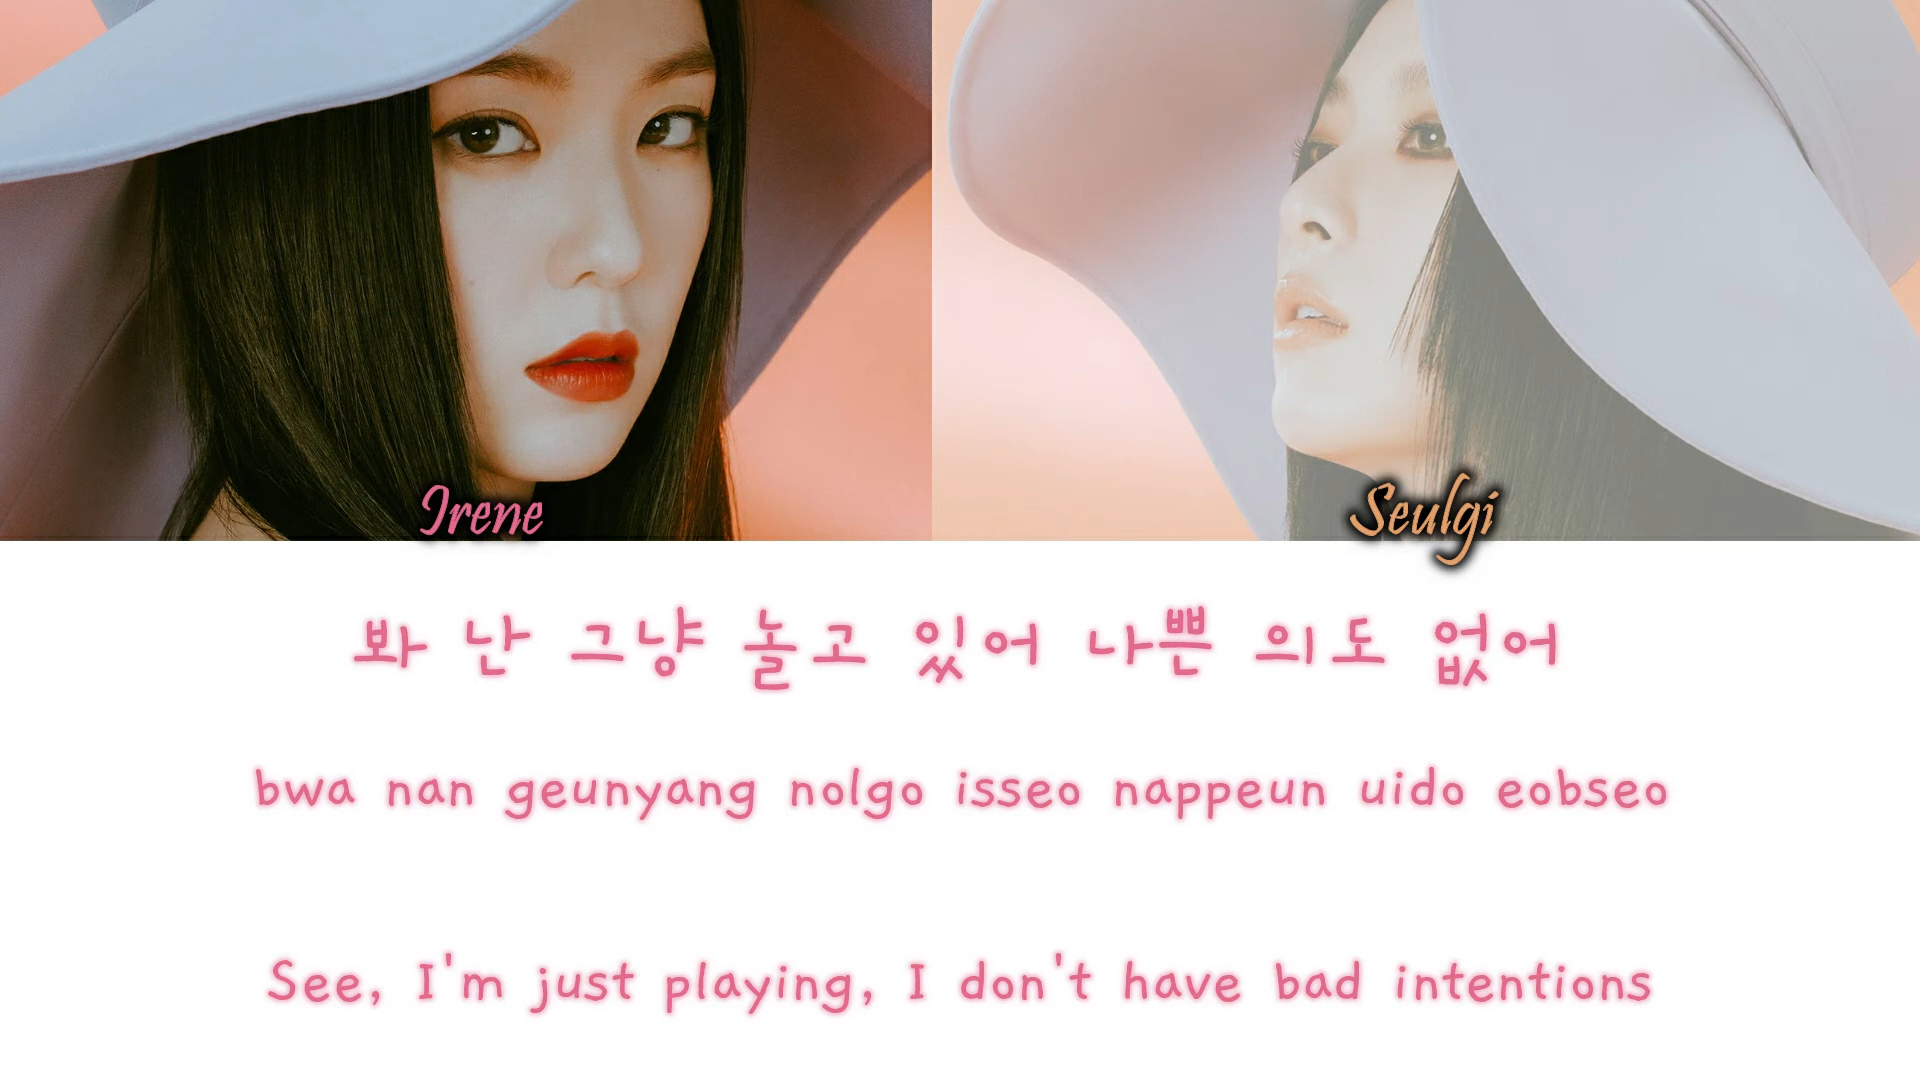 Irene
Seulgi
봐 난 그냥 놀고 있어 나쁜 의도 없어
bwa nan geunyang nolgo isseo nappeun uido eobseo
See, I'm just playing, I don't have bad intentions